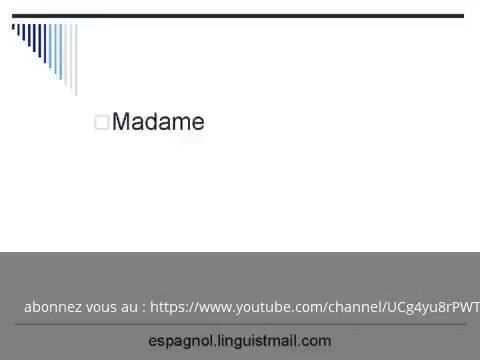 Madame
abonnez vous au : https://www.youtube.com/channel/UCg4yu8rPWT
espagnol.linguistmail.com